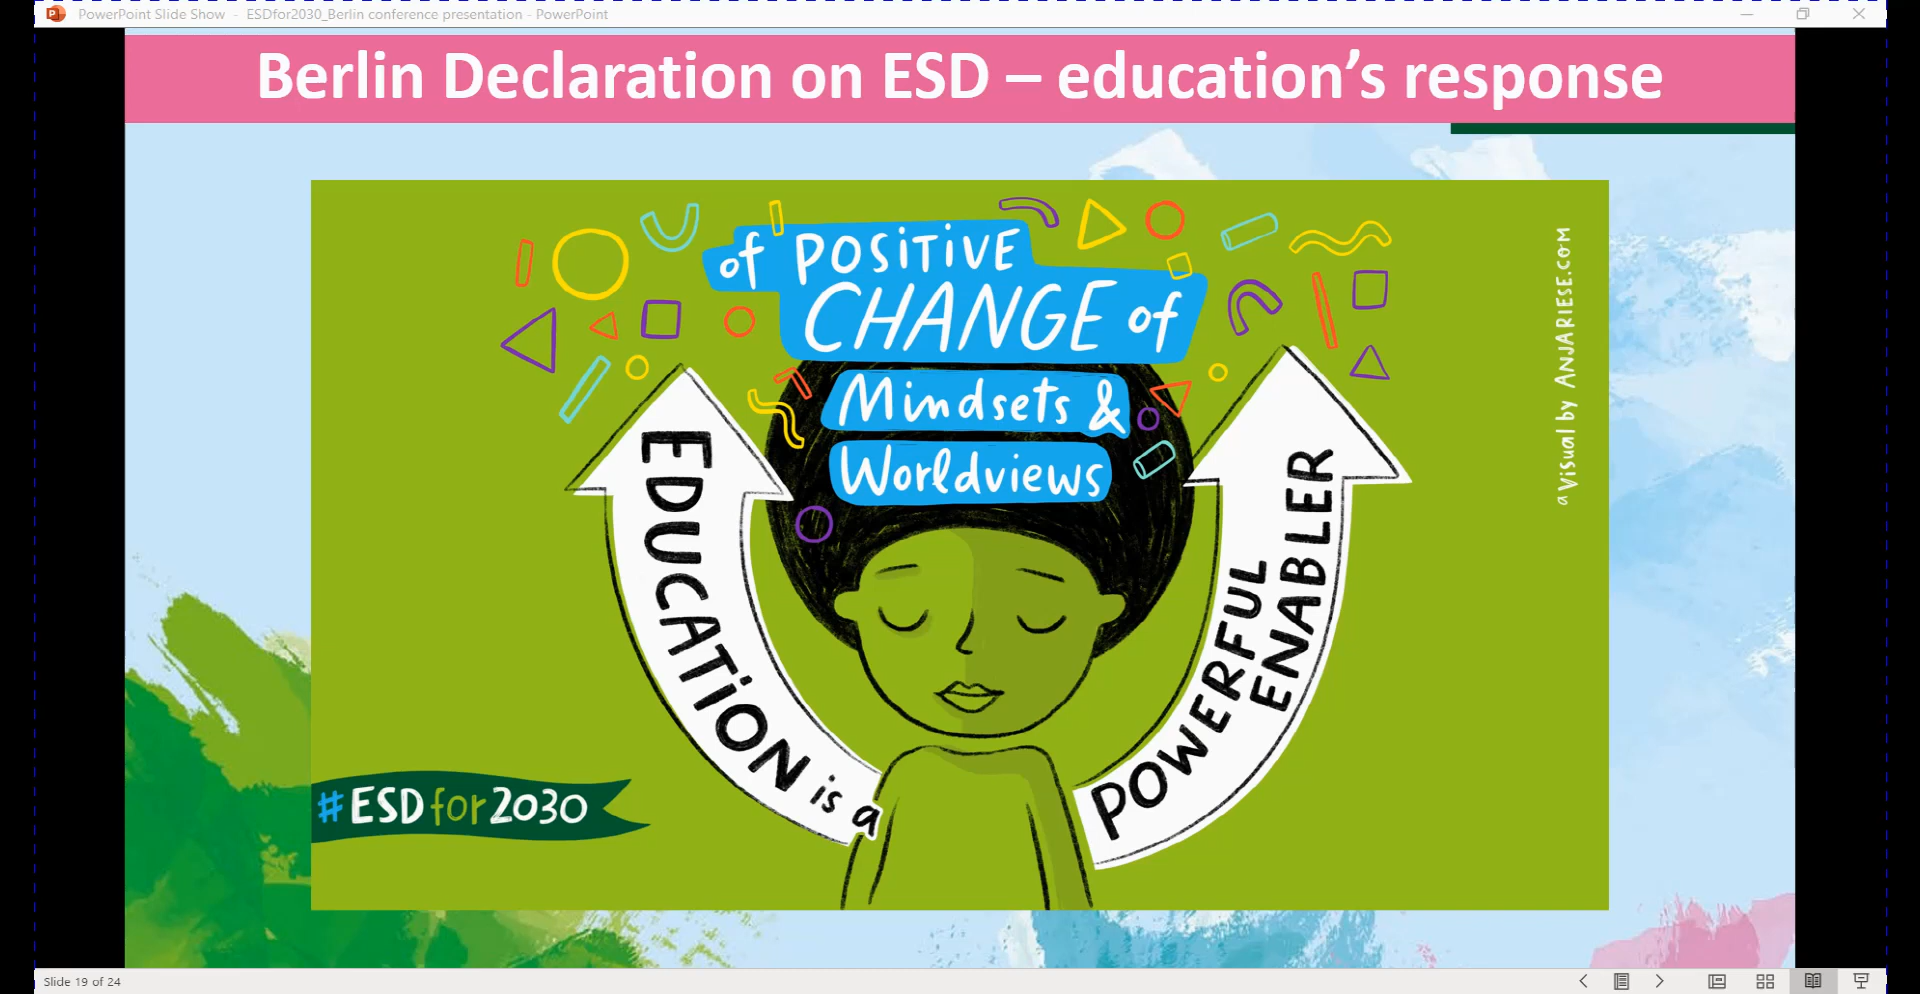 PowerPoint Slide Show - ESDfor2030_Berlin conference presentation - PowerPoint
Berlin Declaration on ESD – education’s response
EDUCATION is a
POWERFUL
ENABLER
of POSITIVE
CHANGE of
Mindsets &
Worldviews
a Visual by ANJARIESE.COM
#ESDfor2030
Slide 19 of 24